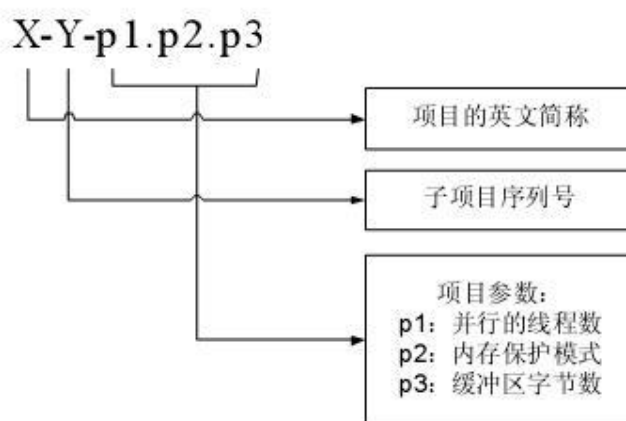 X-Y-p1.p2.p3
项目的英文简称
子项目序列号
项目参数：
p1：并行的线程数
p2：内存保护模式
p3：缓冲区字节数